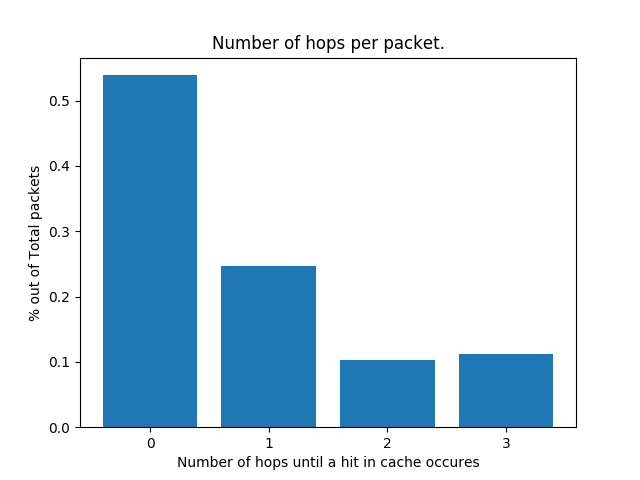 Number of hops per packet.
% out of Total packets
0.5
0.4
0.3
0.2
0.1
0.0
0 1 2 3
Number of hops until a hit in cache occures